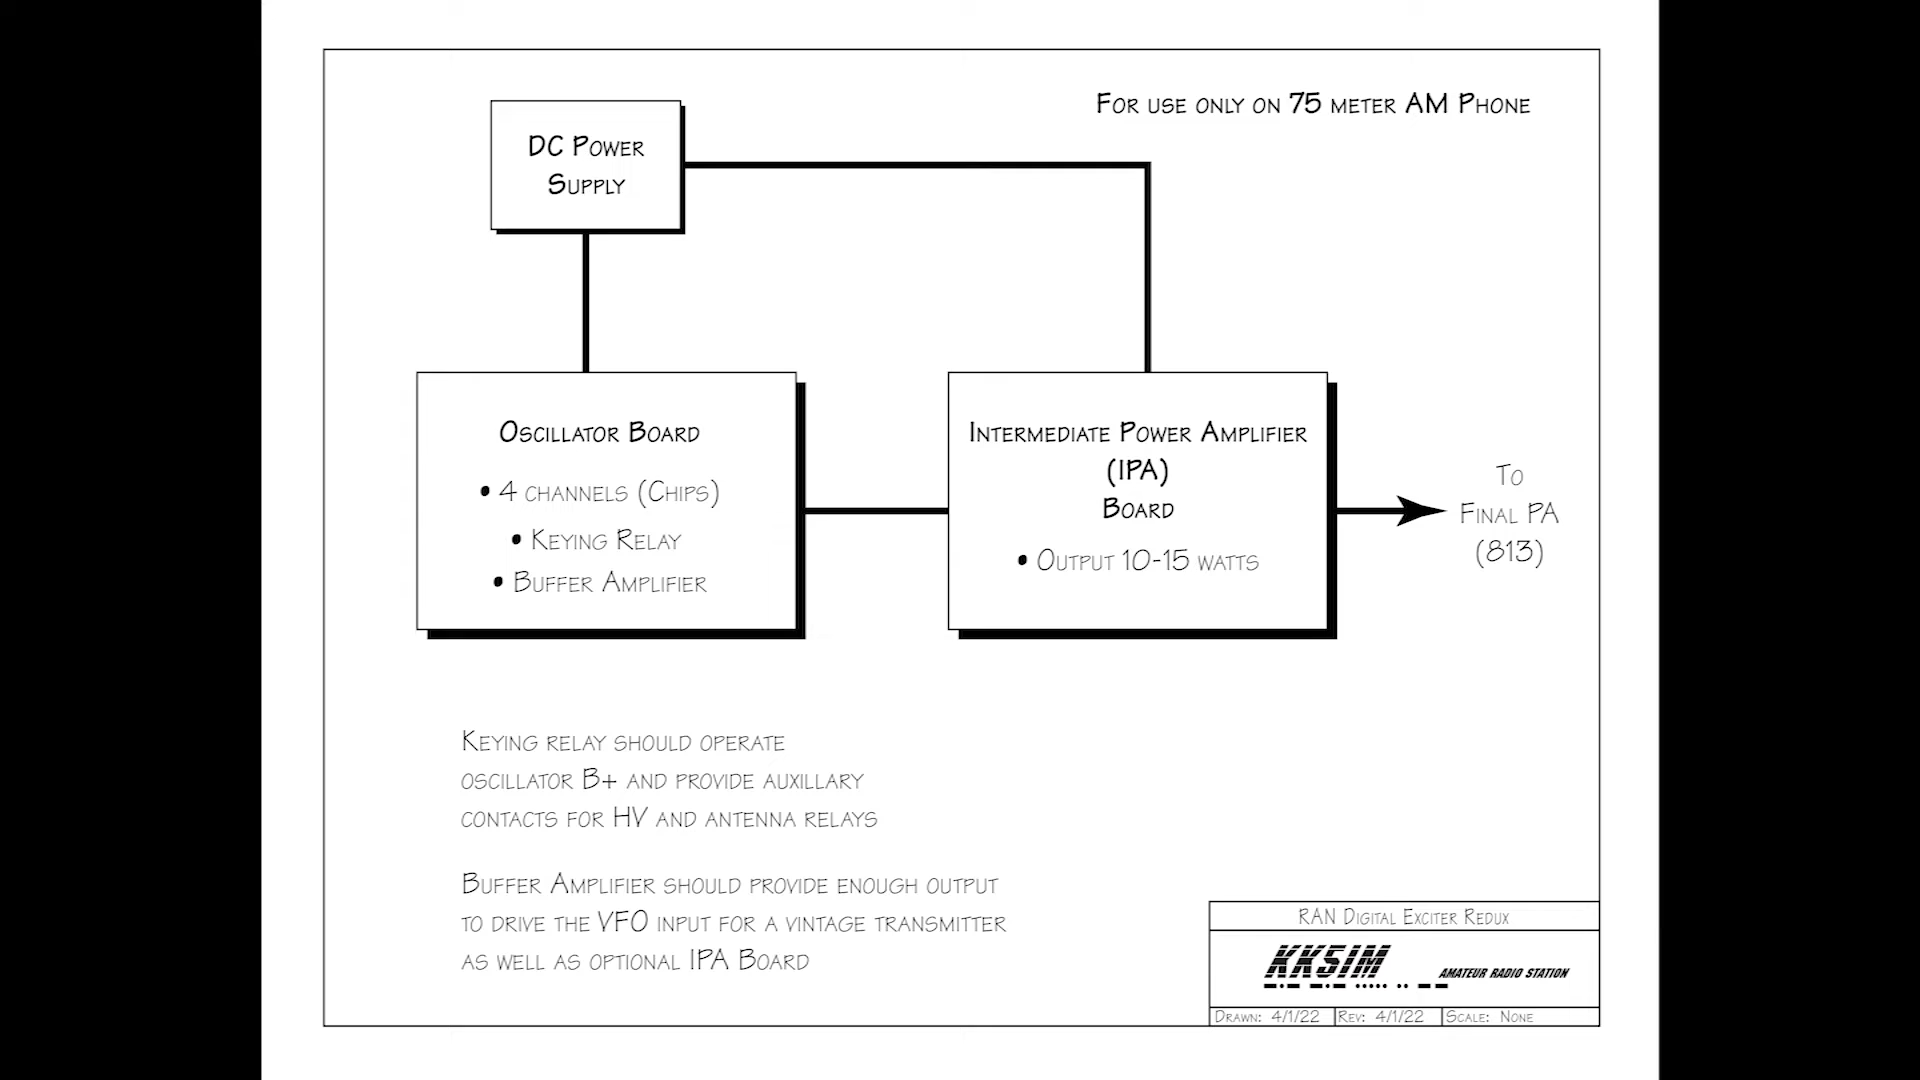 For use only on 75 meter AM Phone
DC Power
Supply
Oscillator Board
• 4 channels (Chips)
• Keying Relay
• Buffer Amplifier
Intermediate Power Amplifier
(IPA)
Board
• Output 10-15 watts
To
Final PA
(813)
Keying relay should operate
oscillator B+ and provide auxillary
contacts for HV and antenna relays
Buffer Amplifier should provide enough output
to drive the VFO input for a vintage transmitter
as well as optional IPA Board
RAN Digital Exciter Redux
KK5IM
AMATEUR RADIO STATION
Drawn: 4/1/22
Rev: 4/1/22
Scale: None